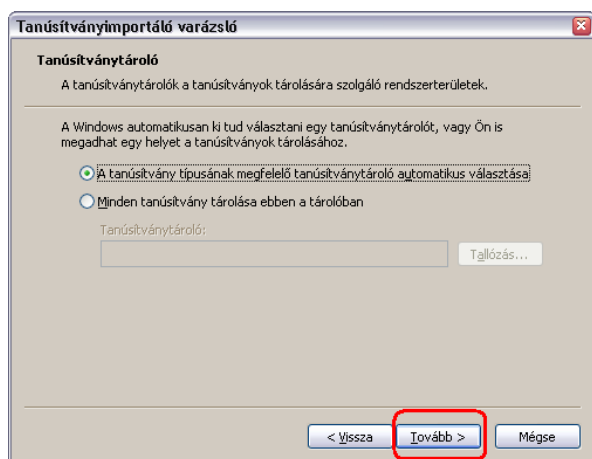 Tanúsítványimportáló varázsló
Tanúsítványtároló
A tanúsítványtárolók a tanúsítványok tárolására szolgáló rendszerterületek.
A Windows automatikusan ki tud választani egy tanúsítványtárolót, vagy Ön is
megadhat egy helyet a tanúsítványok tárolásához.
A tanúsítvány típusának megfelelő tanúsítványtároló automatikus választása
Minden tanúsítvány tárolása ebben a tárolóban
Tanúsítványtároló:
Tallózás...
< Vissza
Tovább >
Mégse